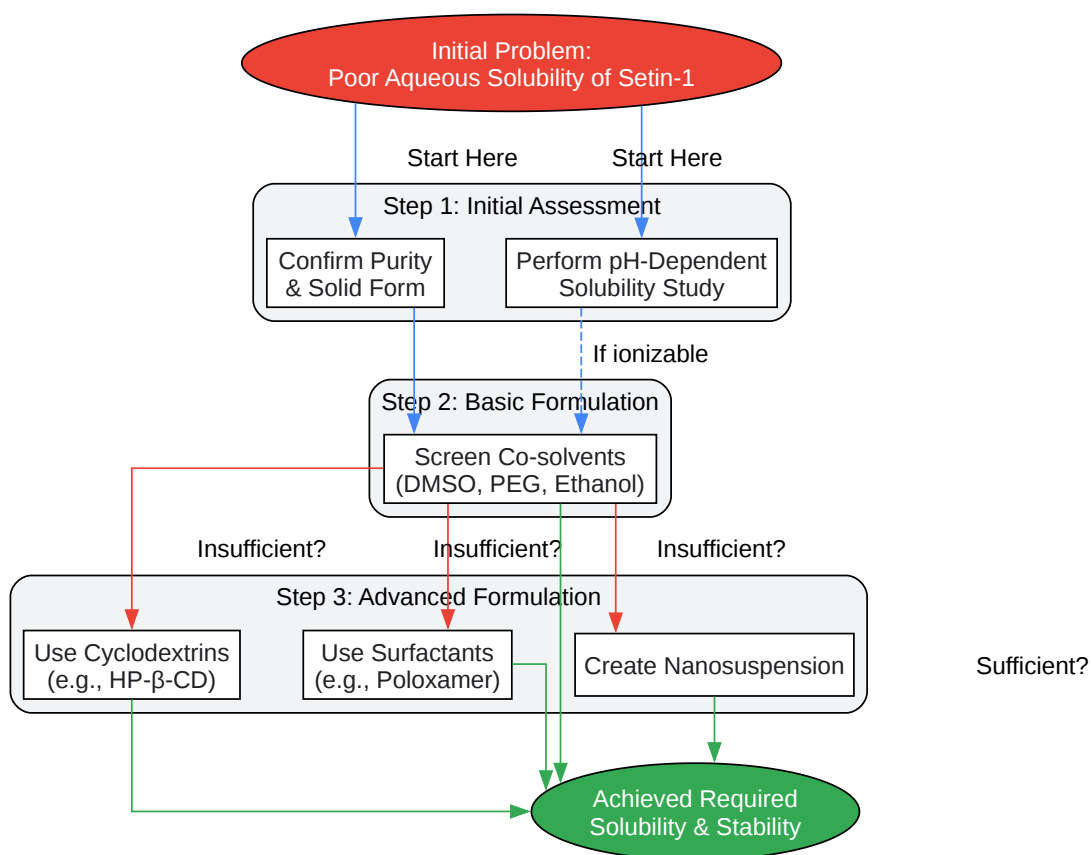 Initial Problem:
Poor Aqueous Solubility of Setin-1
Start Here
Start Here
Step 1: Initial Assessment
Confirm Purity
& Solid Form
Perform pH-Dependent
Solubility Study
If ionizable
Step 2: Basic Formulation
Screen Co-solvents
(DMSO, PEG, Ethanol)
Insufficient?
Insufficient?
Insufficient?
Step 3: Advanced Formulation
Use Cyclodextrins
(e.g., HP-β-CD)
Use Surfactants
(e.g., Poloxamer)
Create Nanosuspension
Sufficient?
Achieved Required
Solubility & Stability